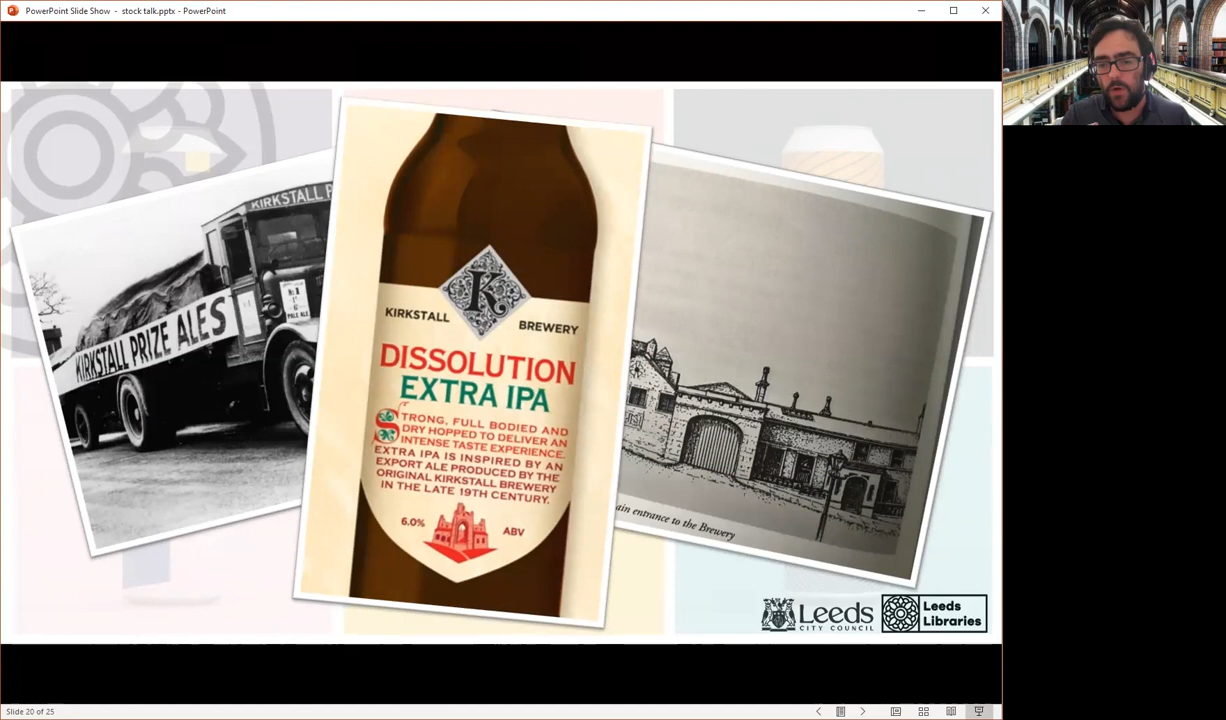 PowerPoint Slide Show - stock talk.pptx - PowerPoint
KIRKSTALL P
KIRKSTALL PRIZE ALES
PALE ALE
K
KIRKSTALL BREWERY
DISSOLUTION
EXTRA IPA
STRONG, FULL BODIED AND
DRY HOPPED TO DELIVER AN
INTENSE TASTE EXPERIENCE.
EXTRA IPA IS INSPIRED BY AN
EXPORT ALE PRODUCED BY THE
ORIGINAL KIRKSTALL BREWERY
IN THE LATE 19TH CENTURY.
6.0% ABV
ain entrance to the Brewery
Leeds
CITY COUNCIL
Leeds
Libraries
Slide 20 of 25